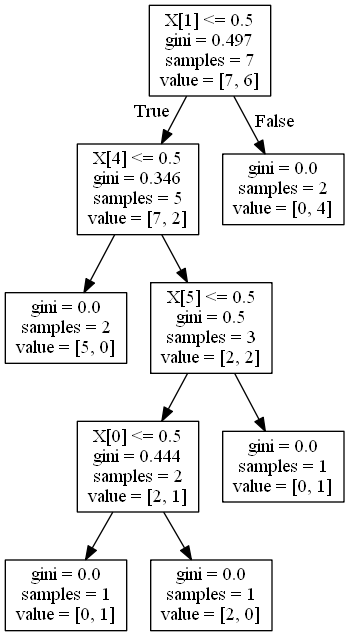 X[1] <= 0.5
gini = 0.497
samples = 7
value = [7, 6]
True
False
X[4] <= 0.5
gini = 0.346
samples = 5
value = [7, 2]
gini = 0.0
samples = 2
value = [0, 4]
gini = 0.0
samples = 2
value = [5, 0]
X[5] <= 0.5
gini = 0.5
samples = 3
value = [2, 2]
X[0] <= 0.5
gini = 0.444
samples = 2
value = [2, 1]
gini = 0.0
samples = 1
value = [0, 1]
gini = 0.0
samples = 1
value = [0, 1]
gini = 0.0
samples = 1
value = [2, 0]